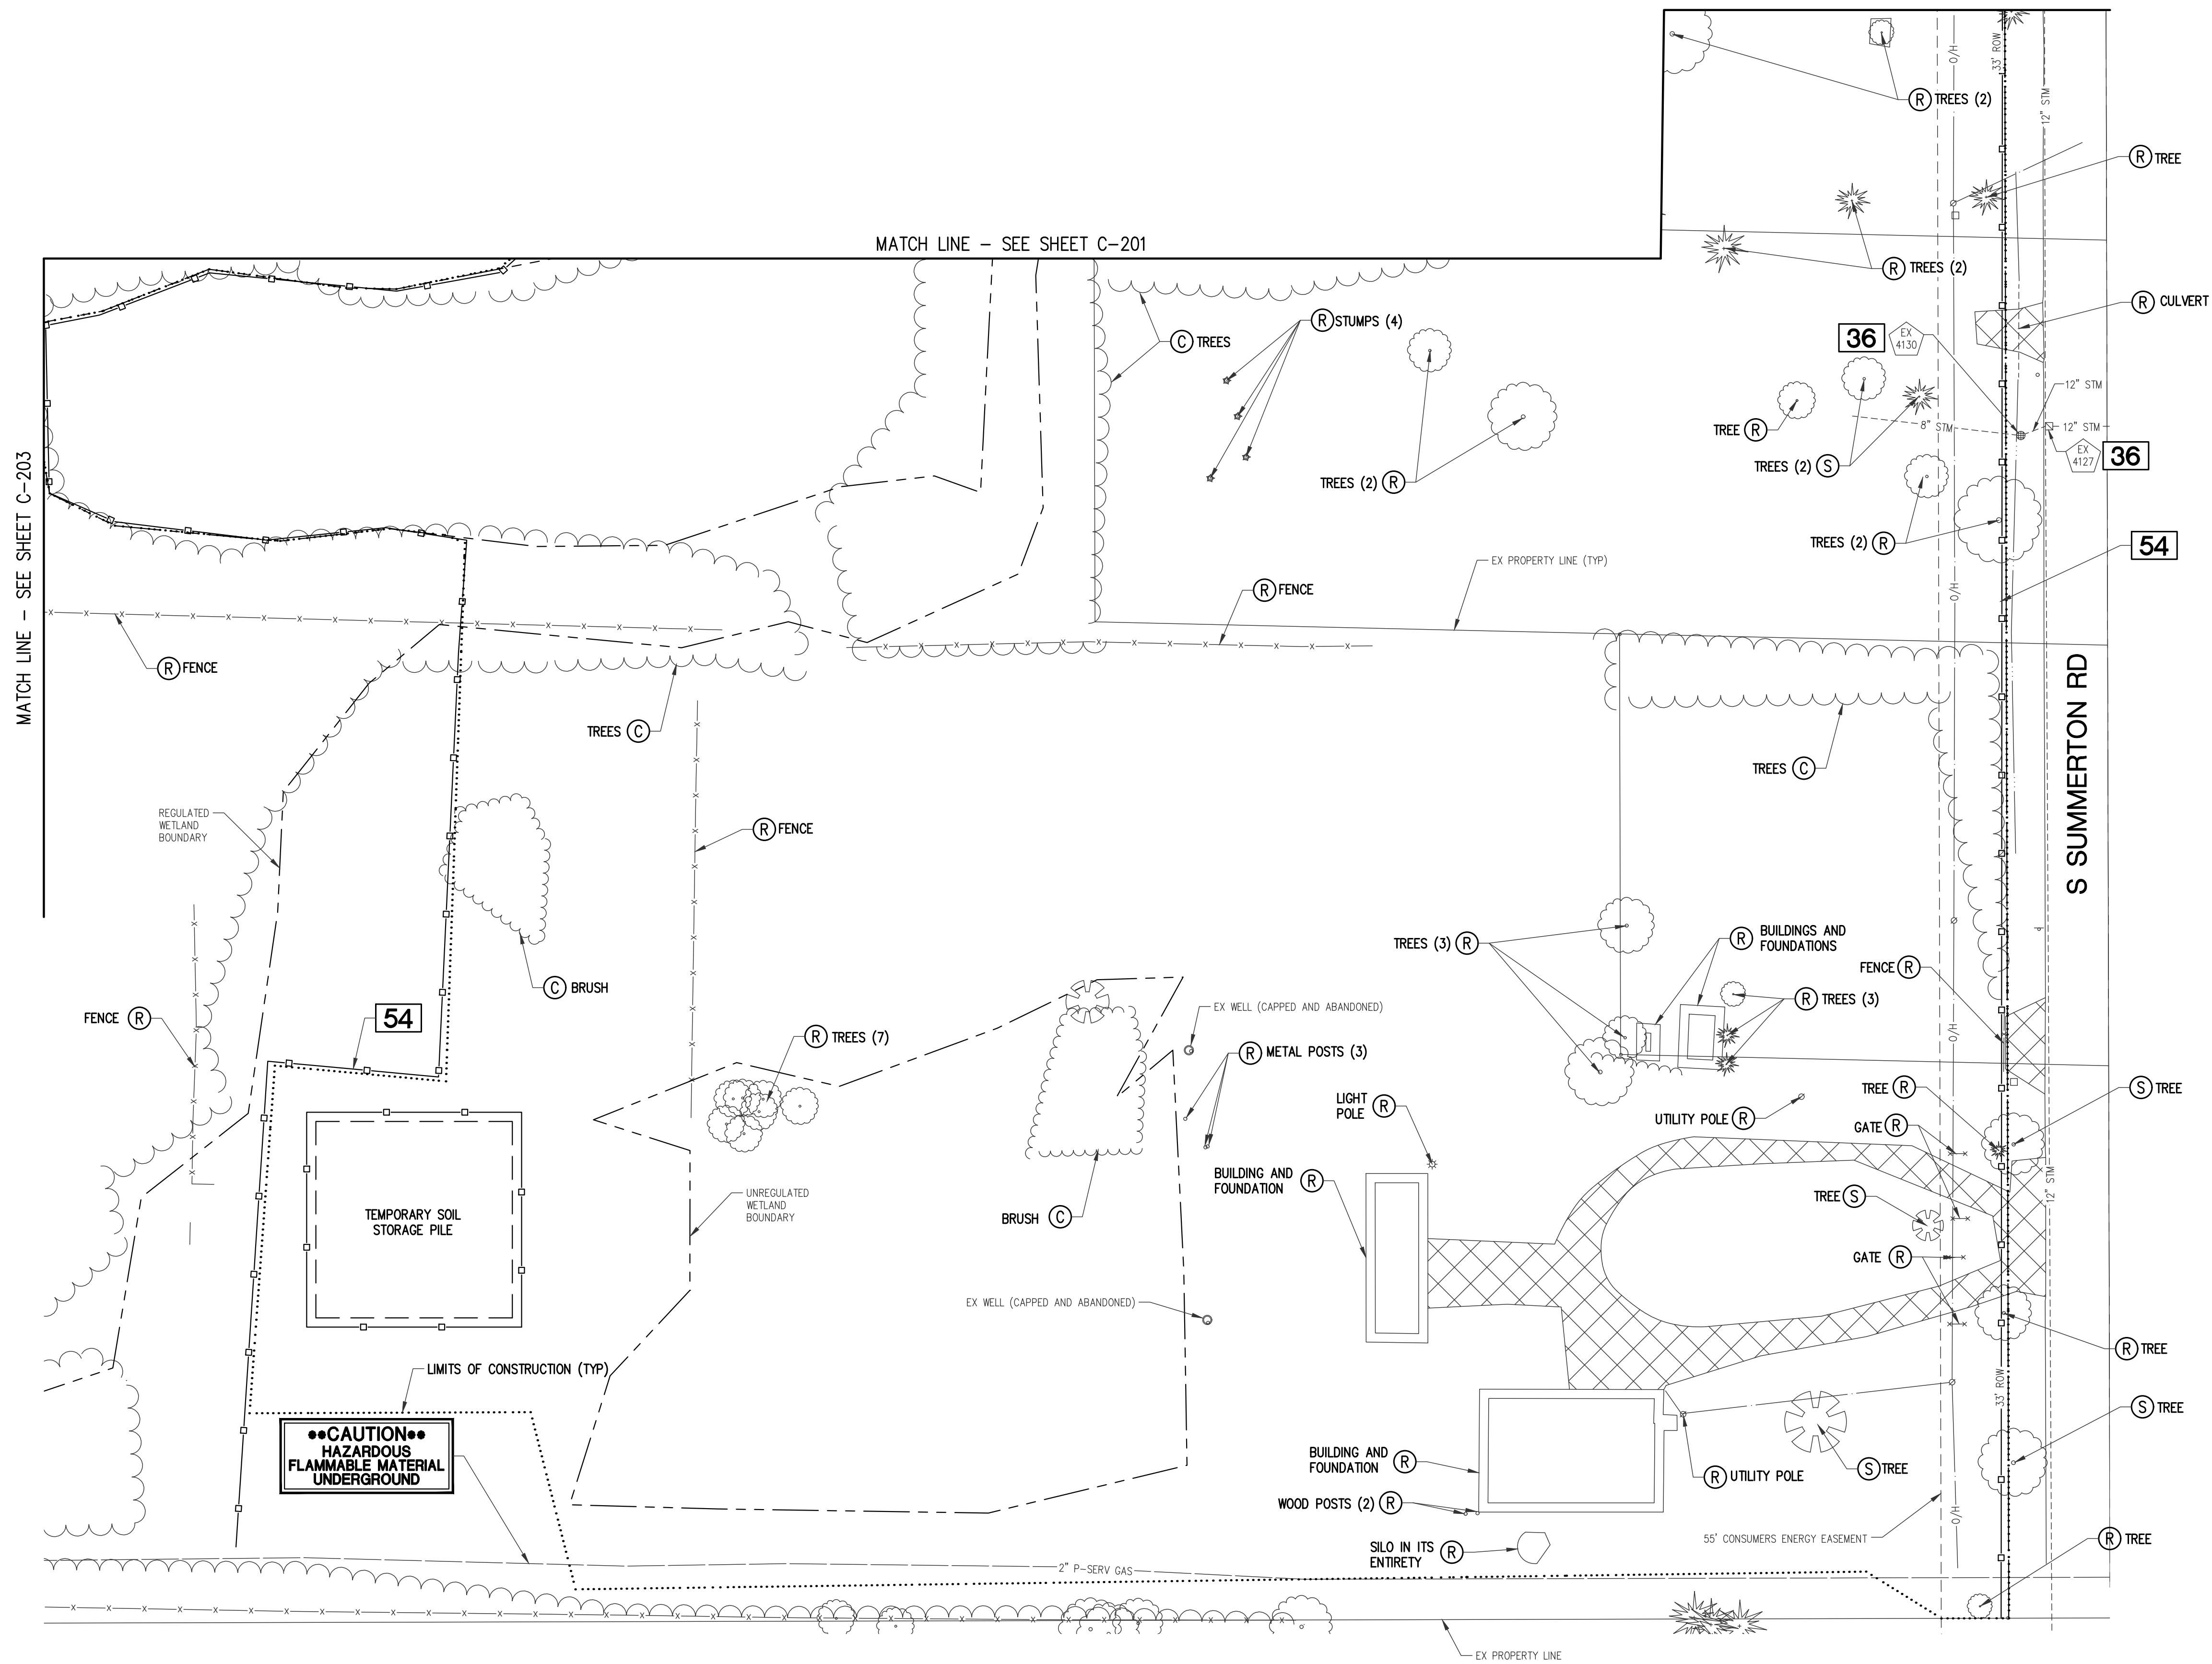 33' ROW
O/H
12" STM
R TREES (2)
R TREE
MATCH LINE – SEE SHEET C-201
R TREES (2)
R CULVERT
R STUMPS (4)
C TREES
36
EX
4130
12" STM
TREE R
8" STM
12" STM
EX
4127
36
TREES (2) S
TREES (2) R
MATCH LINE – SEE SHEET C-203
TREES (2) R
54
EX PROPERTY LINE (TYP)
R FENCE
O/H
R FENCE
TREES C
TREES C
S SUMMERTON RD
REGULATED
WETLAND
BOUNDARY
R FENCE
TREES (3) R
R BUILDINGS AND
FOUNDATIONS
FENCE R
C BRUSH
R TREES (3)
EX WELL (CAPPED AND ABANDONED)
FENCE R
54
R TREES (7)
O/H
R METAL POSTS (3)
TREE R
S TREE
LIGHT
POLE R
UTILITY POLE R
GATE R
BUILDING AND
FOUNDATION R
12" STM
UNREGULATED
WETLAND
BOUNDARY
TREE S
BRUSH C
TEMPORARY SOIL
STORAGE PILE
GATE R
EX WELL (CAPPED AND ABANDONED)
R TREE
LIMITS OF CONSTRUCTION (TYP)
33' ROW
S TREE
••CAUTION••
HAZARDOUS
FLAMMABLE MATERIAL
UNDERGROUND
BUILDING AND
FOUNDATION R
R UTILITY POLE
S TREE
WOOD POSTS (2) R
O/H
55' CONSUMERS ENERGY EASEMENT
R TREE
SILO IN ITS
ENTIRETY R
2" P-SERV GAS
EX PROPERTY LINE